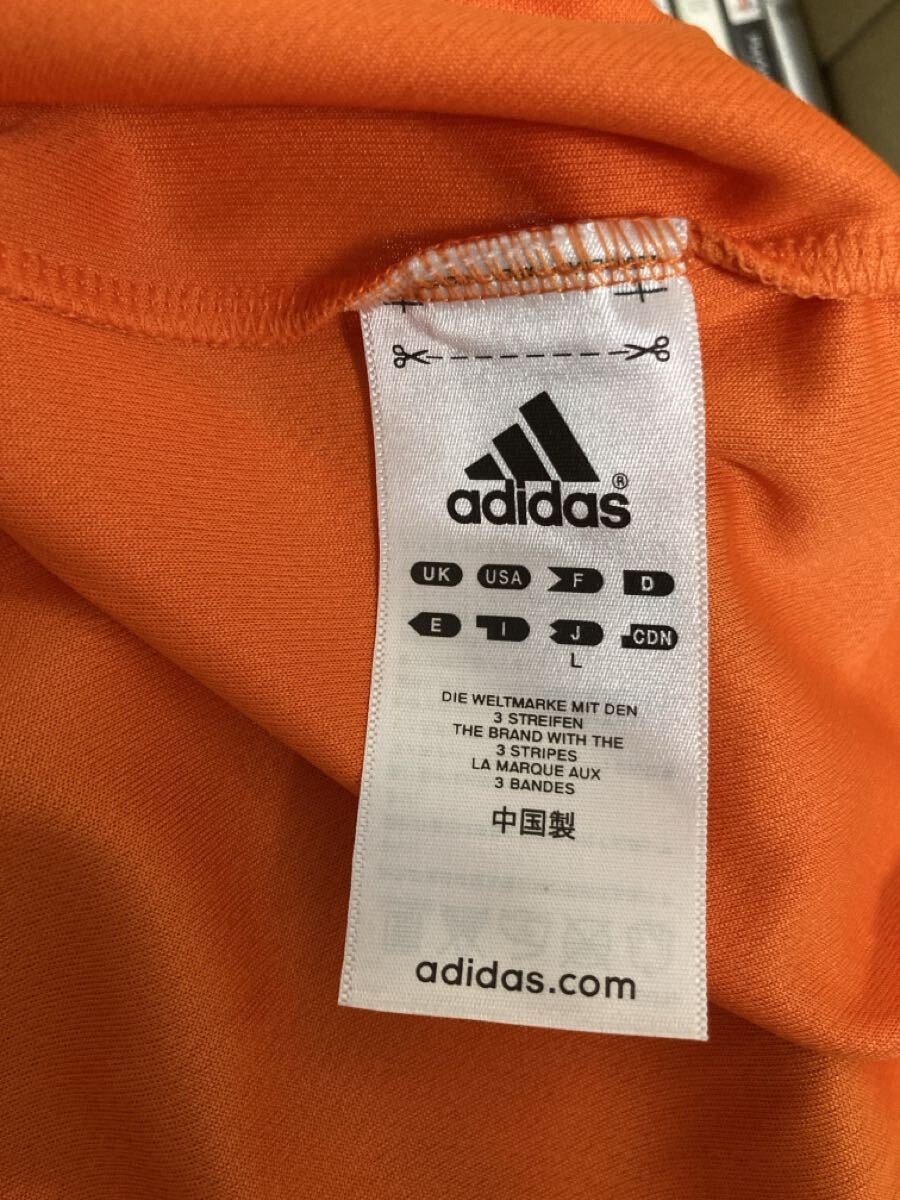 adidas®
UK USA F D
E I J CDN
L
DIE WELTMARKE MIT DEN
3 STREIFEN
THE BRAND WITH THE
3 STRIPES
LA MARQUE AUX
3 BANDES
中国製
adidas.com